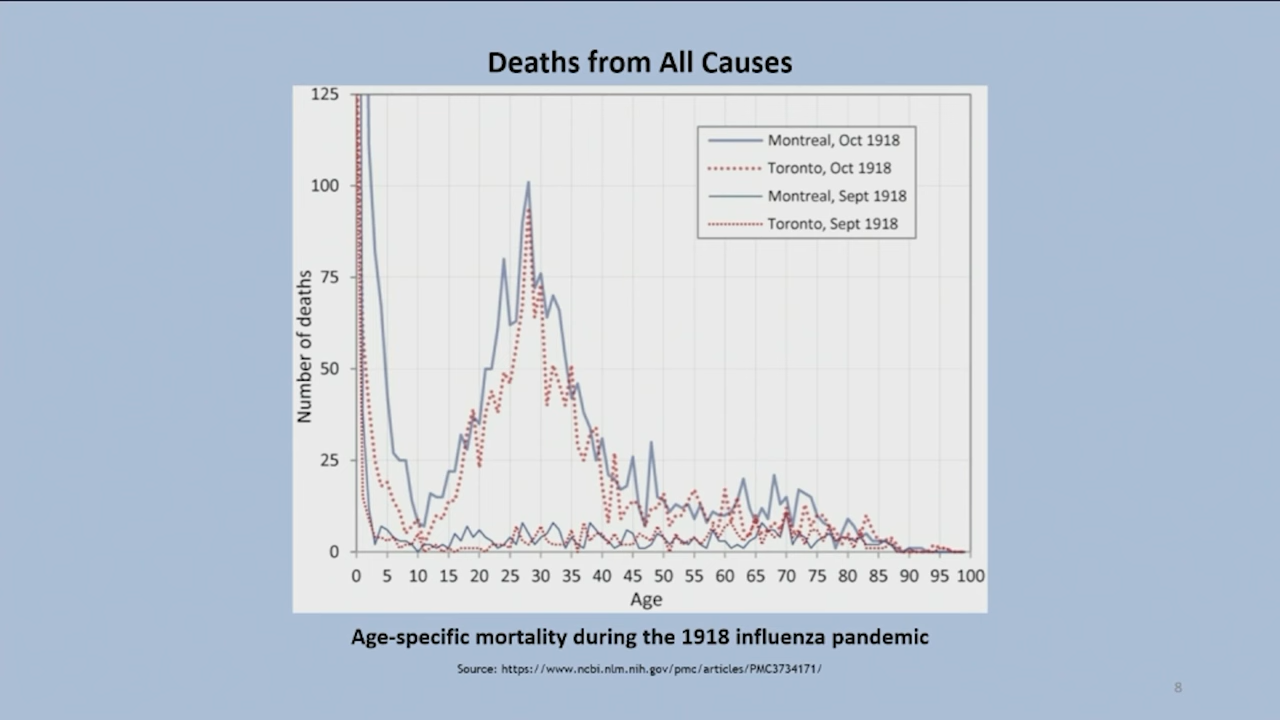 Deaths from All Causes
125
100
75
50
25
0
Number of deaths
Montreal, Oct 1918
Toronto, Oct 1918
Montreal, Sept 1918
Toronto, Sept 1918
0 5 10 15 20 25 30 35 40 45 50 55 60 65 70 75 80 85 90 95 100
Age
Age-specific mortality during the 1918 influenza pandemic
Source: https://www.ncbi.nlm.nih.gov/pmc/articles/PMC3734171/
8